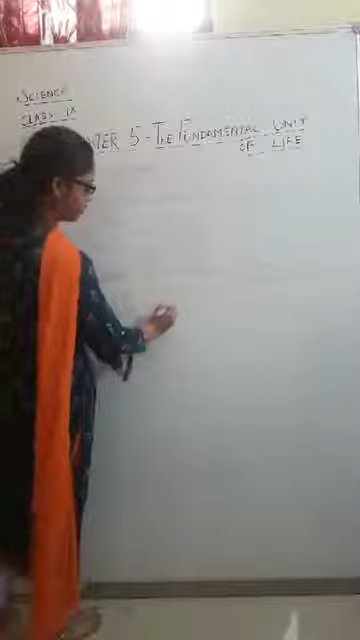 SCIENCE
CLASS IX
TER 5 - THE FUNDAMENTAL UNIT
OF LIFE